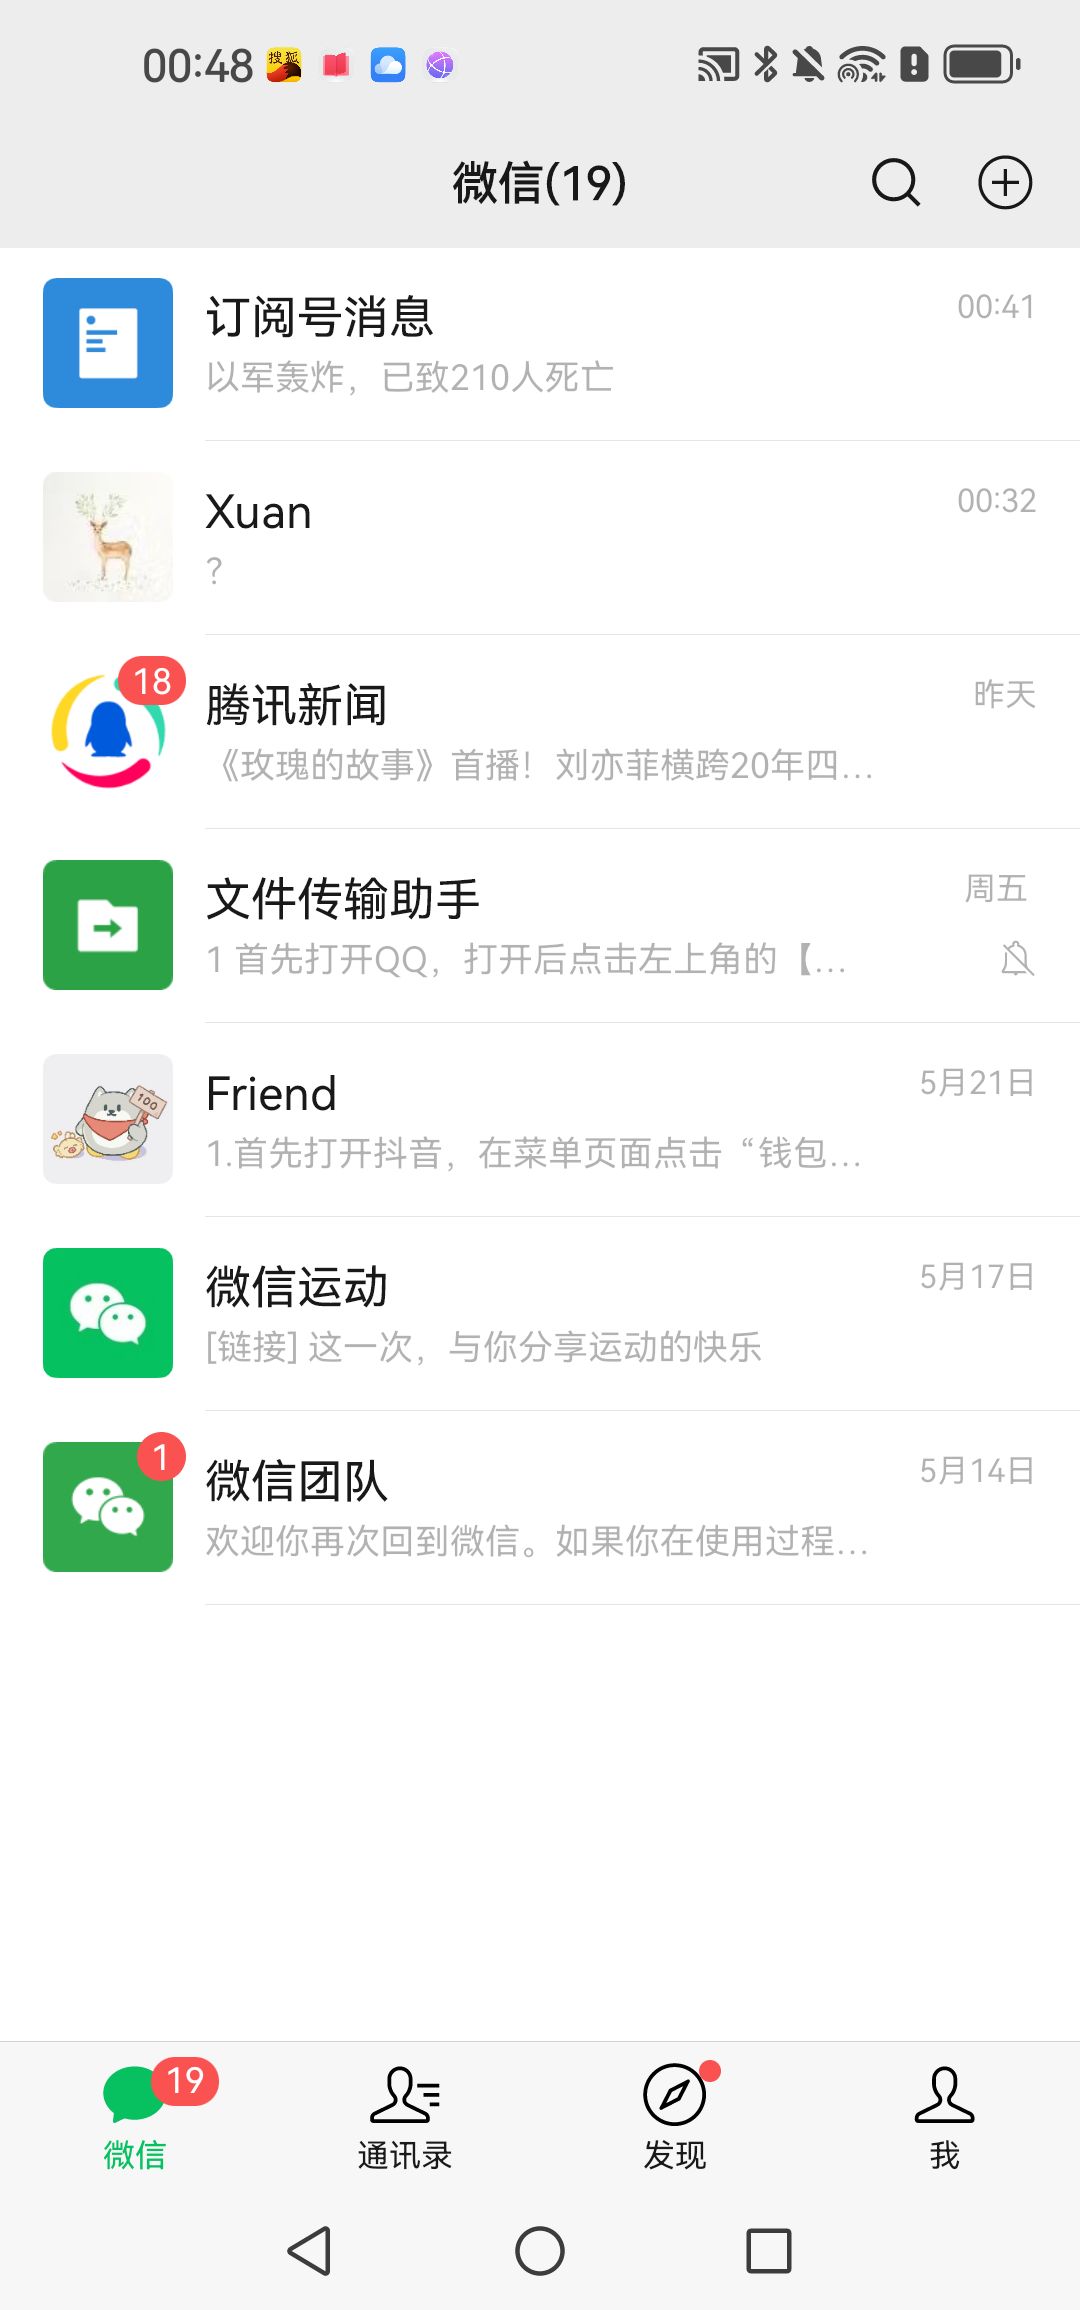 00:48 搜狐
微信(19)
订阅号消息 00:41
以军轰炸，已致210人死亡
Xuan 00:32
?
18
腾讯新闻 昨天
《玫瑰的故事》首播！刘亦菲横跨20年四...
文件传输助手 周五
1 首先打开QQ，打开后点击左上角的【...
100
Friend 5月21日
1.首先打开抖音，在菜单页面点击“钱包...
微信运动 5月17日
[链接] 这一次，与你分享运动的快乐
1
微信团队 5月14日
欢迎你再次回到微信。如果你在使用过程...
19
微信 通讯录 发现 我